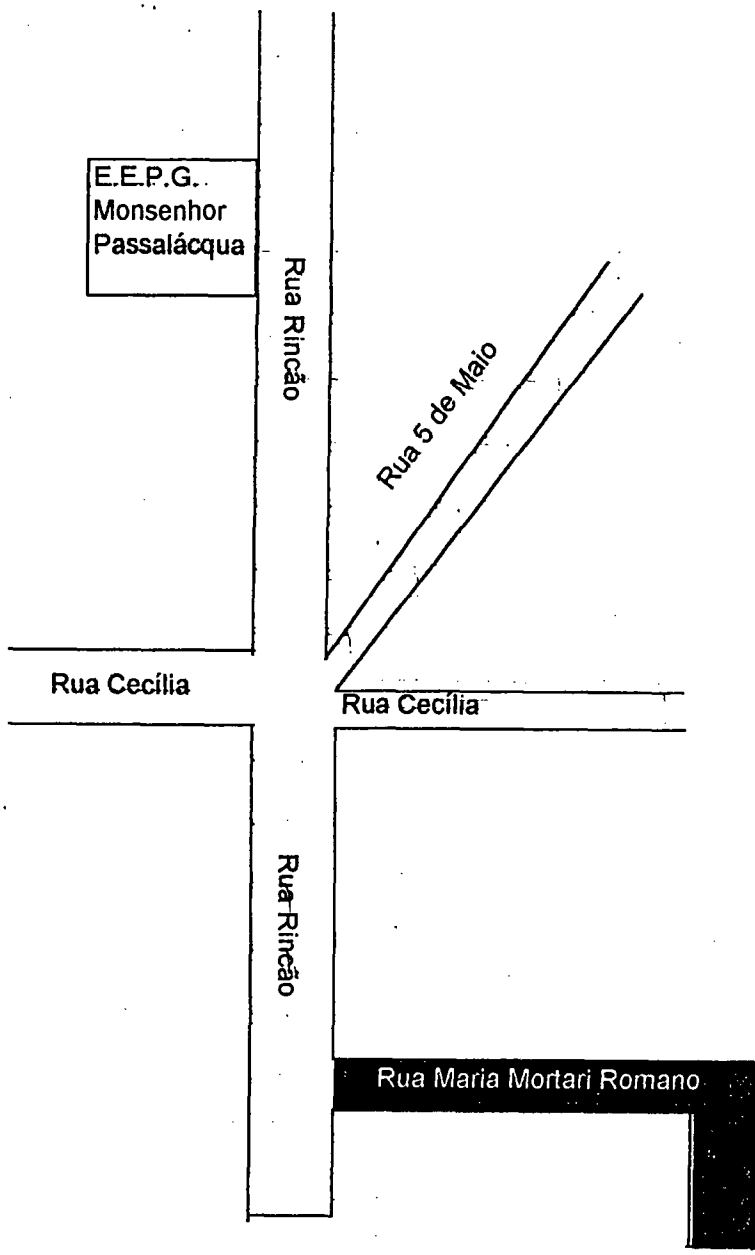 E.E.P.G.
Monsenhor
Passalácqua
Rua Rincão
Rua 5 de Maio
Rua Cecília
Rua Cecília
Rua Rincão
Rua Maria Mortari Romano